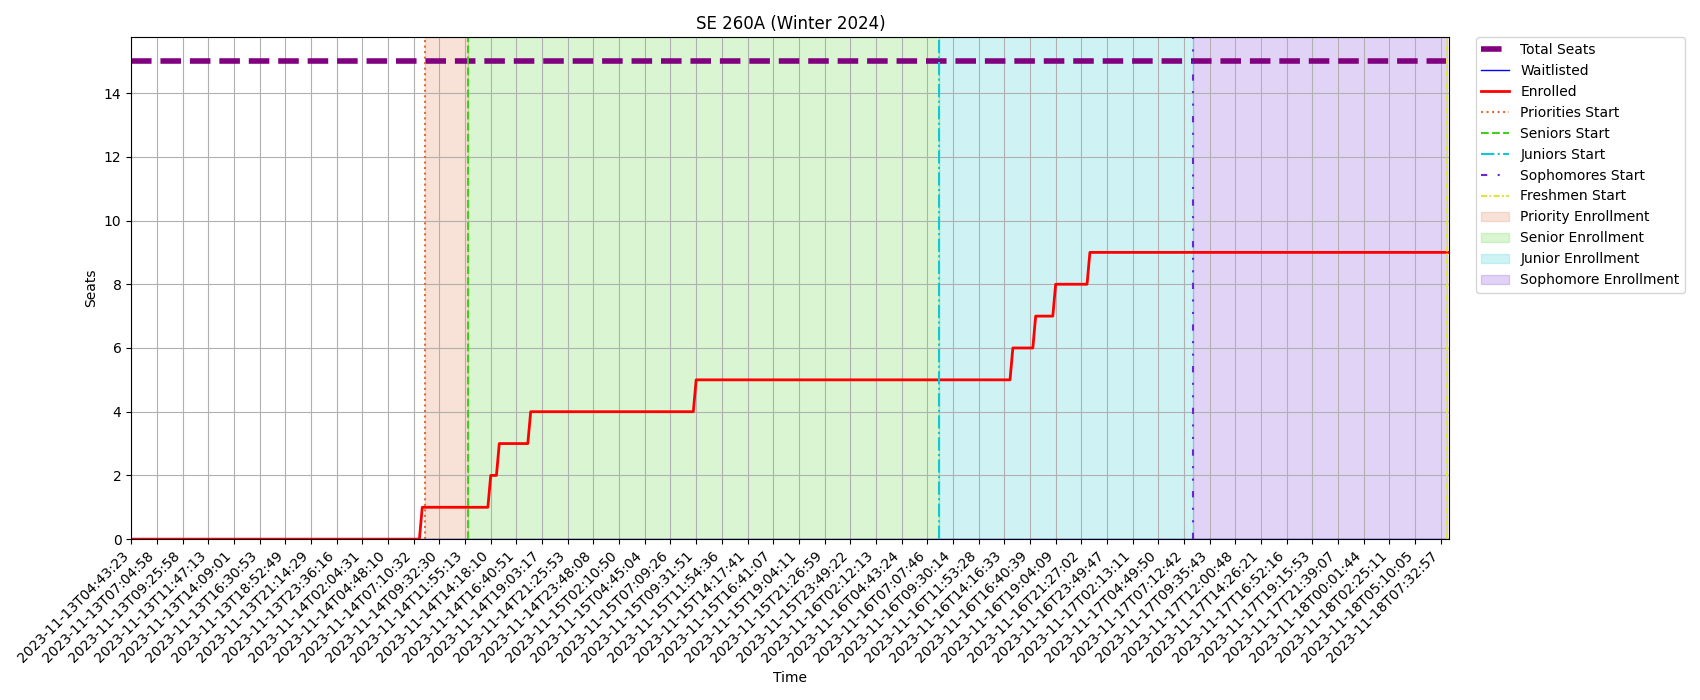 SE 260A (Winter 2024)
14
12
10
8
6
4
2
0
Seats
Total Seats
Waitlisted
Enrolled
Priorities Start
Seniors Start
Juniors Start
Sophomores Start
Freshmen Start
Priority Enrollment
Senior Enrollment
Junior Enrollment
Sophomore Enrollment
2023-11-13T04:43:23
2023-11-13T07:04:58
2023-11-13T09:25:58
2023-11-13T11:47:13
2023-11-13T14:09:01
2023-11-13T16:30:53
2023-11-13T18:52:49
2023-11-13T21:14:29
2023-11-13T23:36:16
2023-11-14T02:04:31
2023-11-14T04:48:10
2023-11-14T07:10:32
2023-11-14T09:32:30
2023-11-14T11:55:13
2023-11-14T14:18:10
2023-11-14T16:40:51
2023-11-14T19:03:17
2023-11-14T21:25:53
2023-11-14T23:48:08
2023-11-15T02:10:50
2023-11-15T04:45:04
2023-11-15T07:09:26
2023-11-15T09:31:51
2023-11-15T11:54:36
2023-11-15T14:17:41
2023-11-15T16:41:07
2023-11-15T19:04:11
2023-11-15T21:26:59
2023-11-15T23:49:22
2023-11-16T02:12:13
2023-11-16T04:43:24
2023-11-16T07:07:46
2023-11-16T09:30:14
2023-11-16T11:53:28
2023-11-16T14:16:33
2023-11-16T16:40:39
2023-11-16T19:04:09
2023-11-16T21:27:02
2023-11-16T23:49:47
2023-11-17T02:13:11
2023-11-17T04:49:50
2023-11-17T07:12:42
2023-11-17T09:35:43
2023-11-17T12:00:48
2023-11-17T14:26:21
2023-11-17T16:52:16
2023-11-17T19:15:53
2023-11-17T21:39:07
2023-11-18T00:01:44
2023-11-18T02:25:11
2023-11-18T05:10:05
2023-11-18T07:32:57
Time